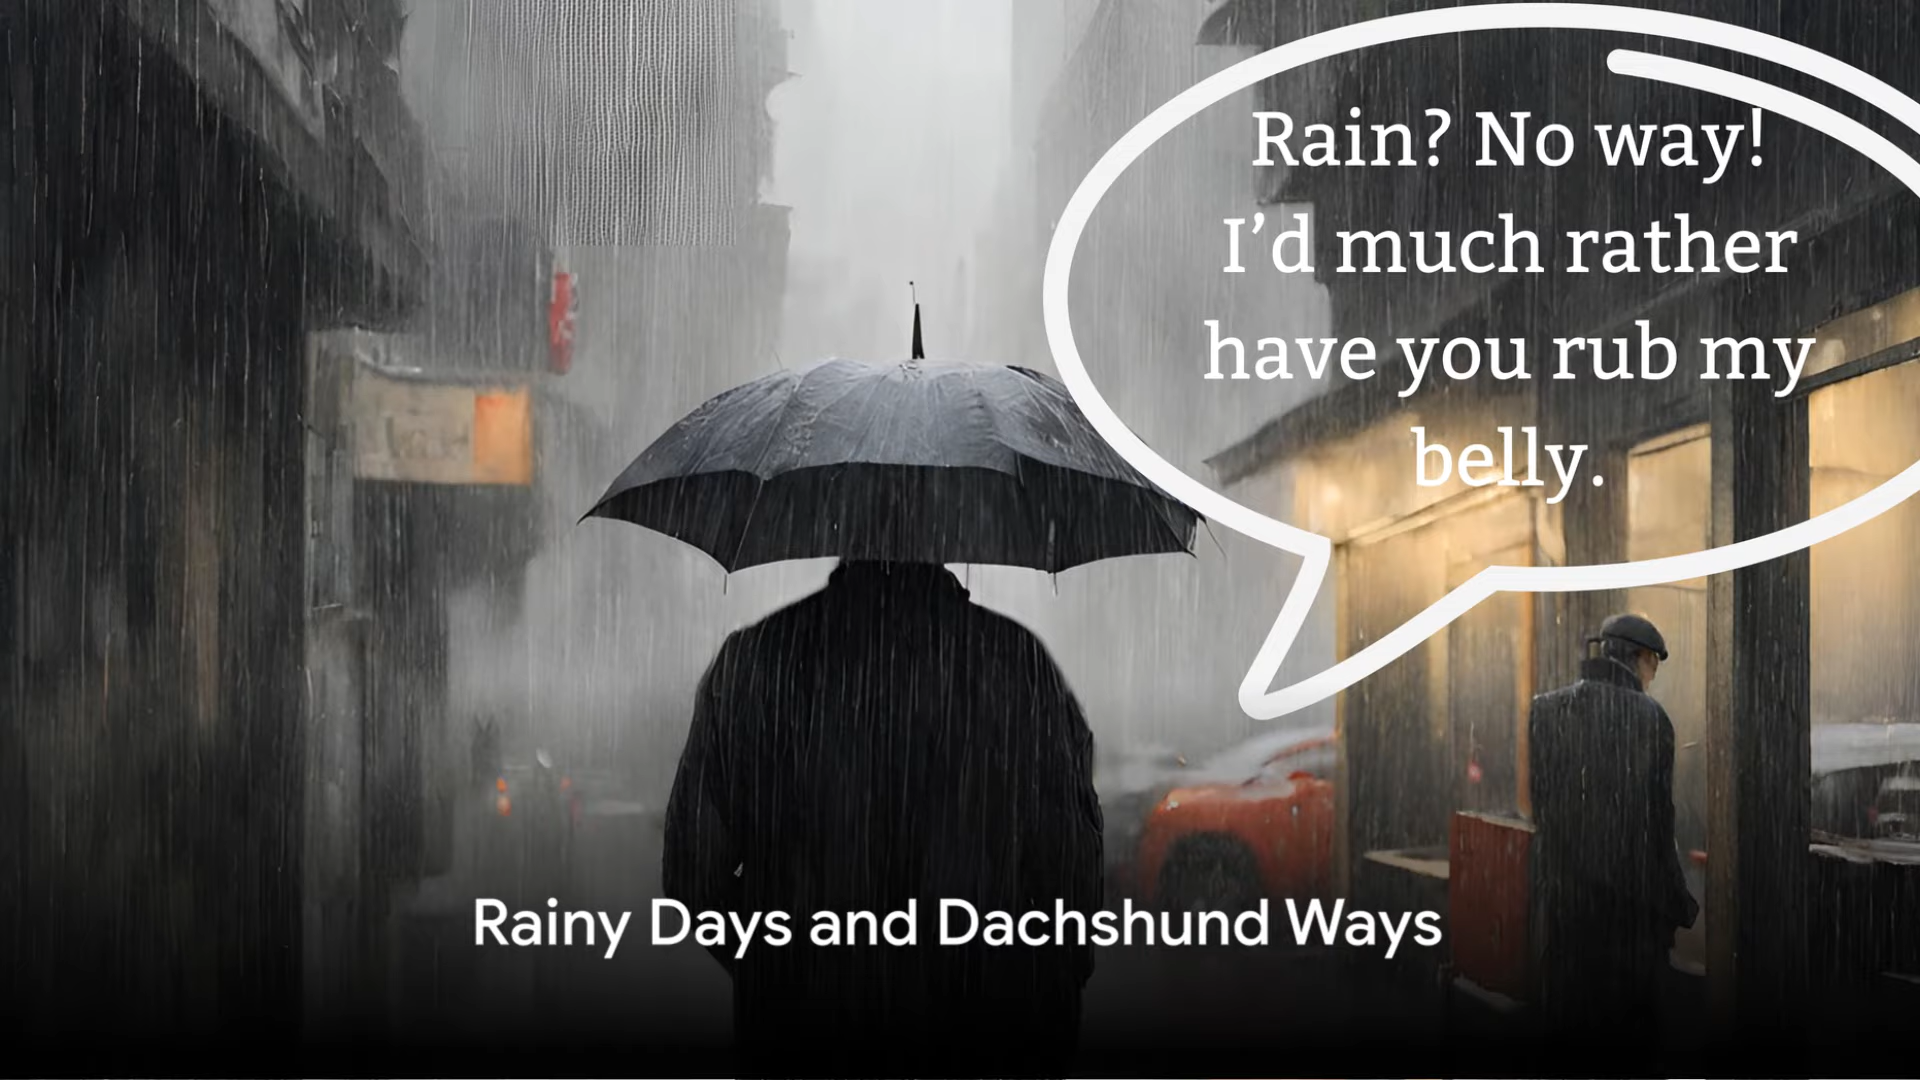 Rain? No way!
I’d much rather
have you rub my
belly.
Rainy Days and Dachshund Ways